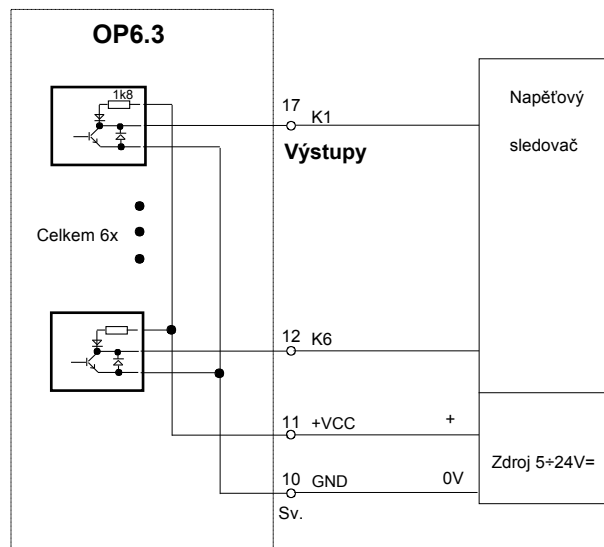 OP6.3
1k8
17
K1
Napěťový
sledovač
Výstupy
Celkem 6x
12
K6
11
+VCC
+
Zdroj 5÷24V=
10
GND
0V
Sv.